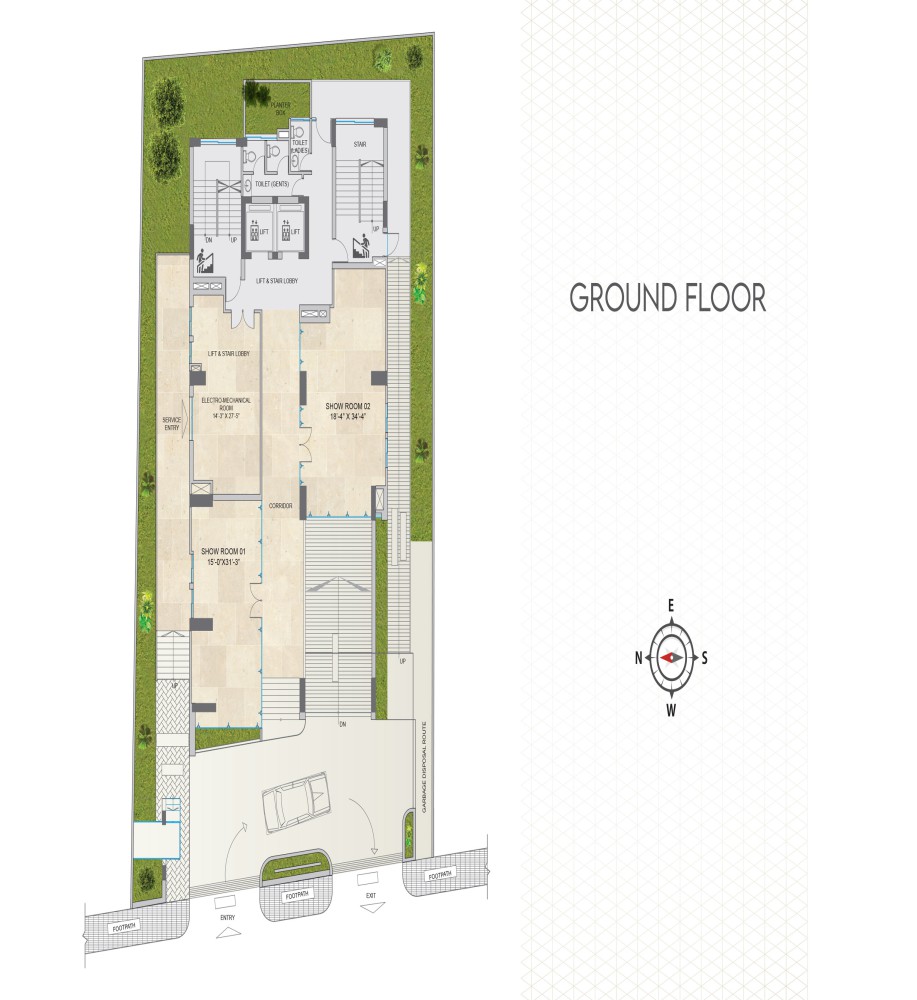 PLANTER
BOX
TOILET
(LADIES)
STAIR
TOILET (GENTS)
LIFT
LIFT
DN
UP
UP
LIFT & STAIR LOBBY
GROUND FLOOR
LIFT & STAIR LOBBY
ELECTRO-MECHANICAL
ROOM
14'-3" X 27'-5"
SHOW ROOM 02
18'-4" X 34'-4"
SERVICE
ENTRY
CORRIDOR
SHOW ROOM 01
15'-0"X31'-3"
E
N
S
W
UP
UP
DN
GARBAGE DISPOSAL ROUTE
FOOTPATH
FOOTPATH
EXIT
ENTRY
FOOTPATH